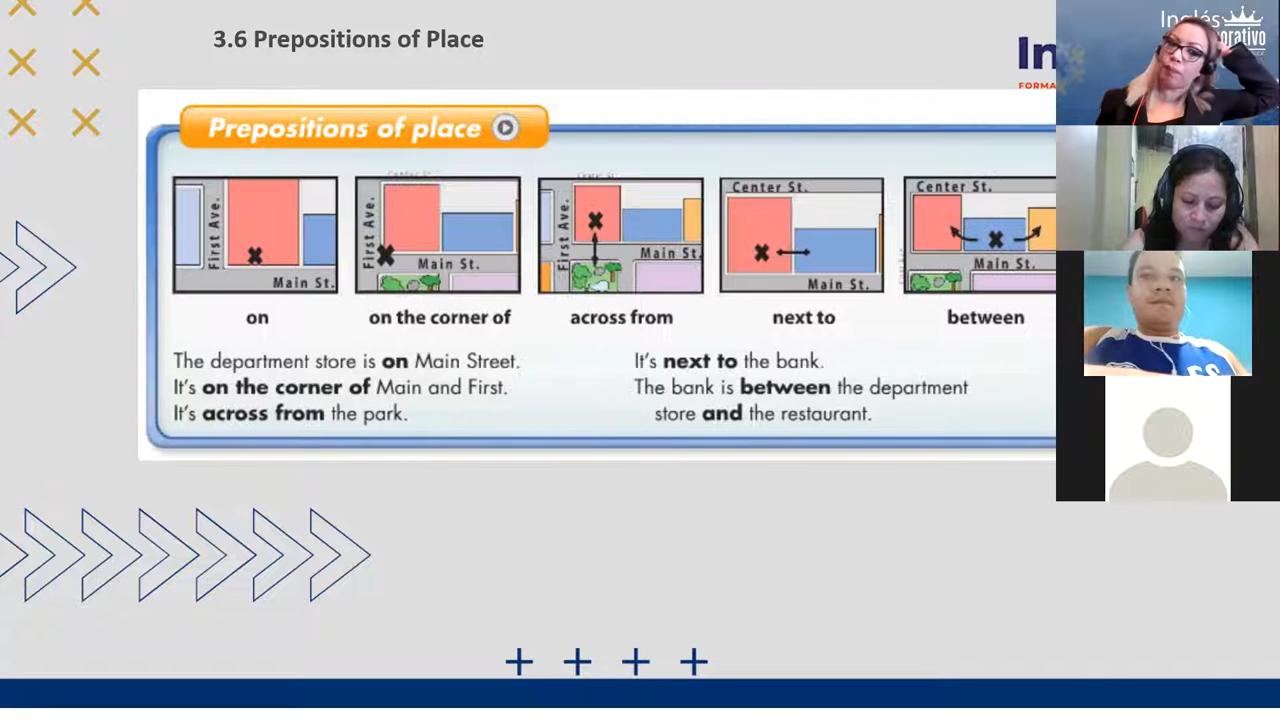 3.6 Prepositions of Place
Inglés
orativo
In
FORMA
Prepositions of place
First Ave.
Main St.
on
Center St.
First Ave.
Main St.
on the corner of
First Ave.
Main St.
across from
Center St.
Main St.
next to
Center St.
Main St.
between
The department store is on Main Street.
It's on the corner of Main and First.
It's across from the park.
It's next to the bank.
The bank is between the department
store and the restaurant.